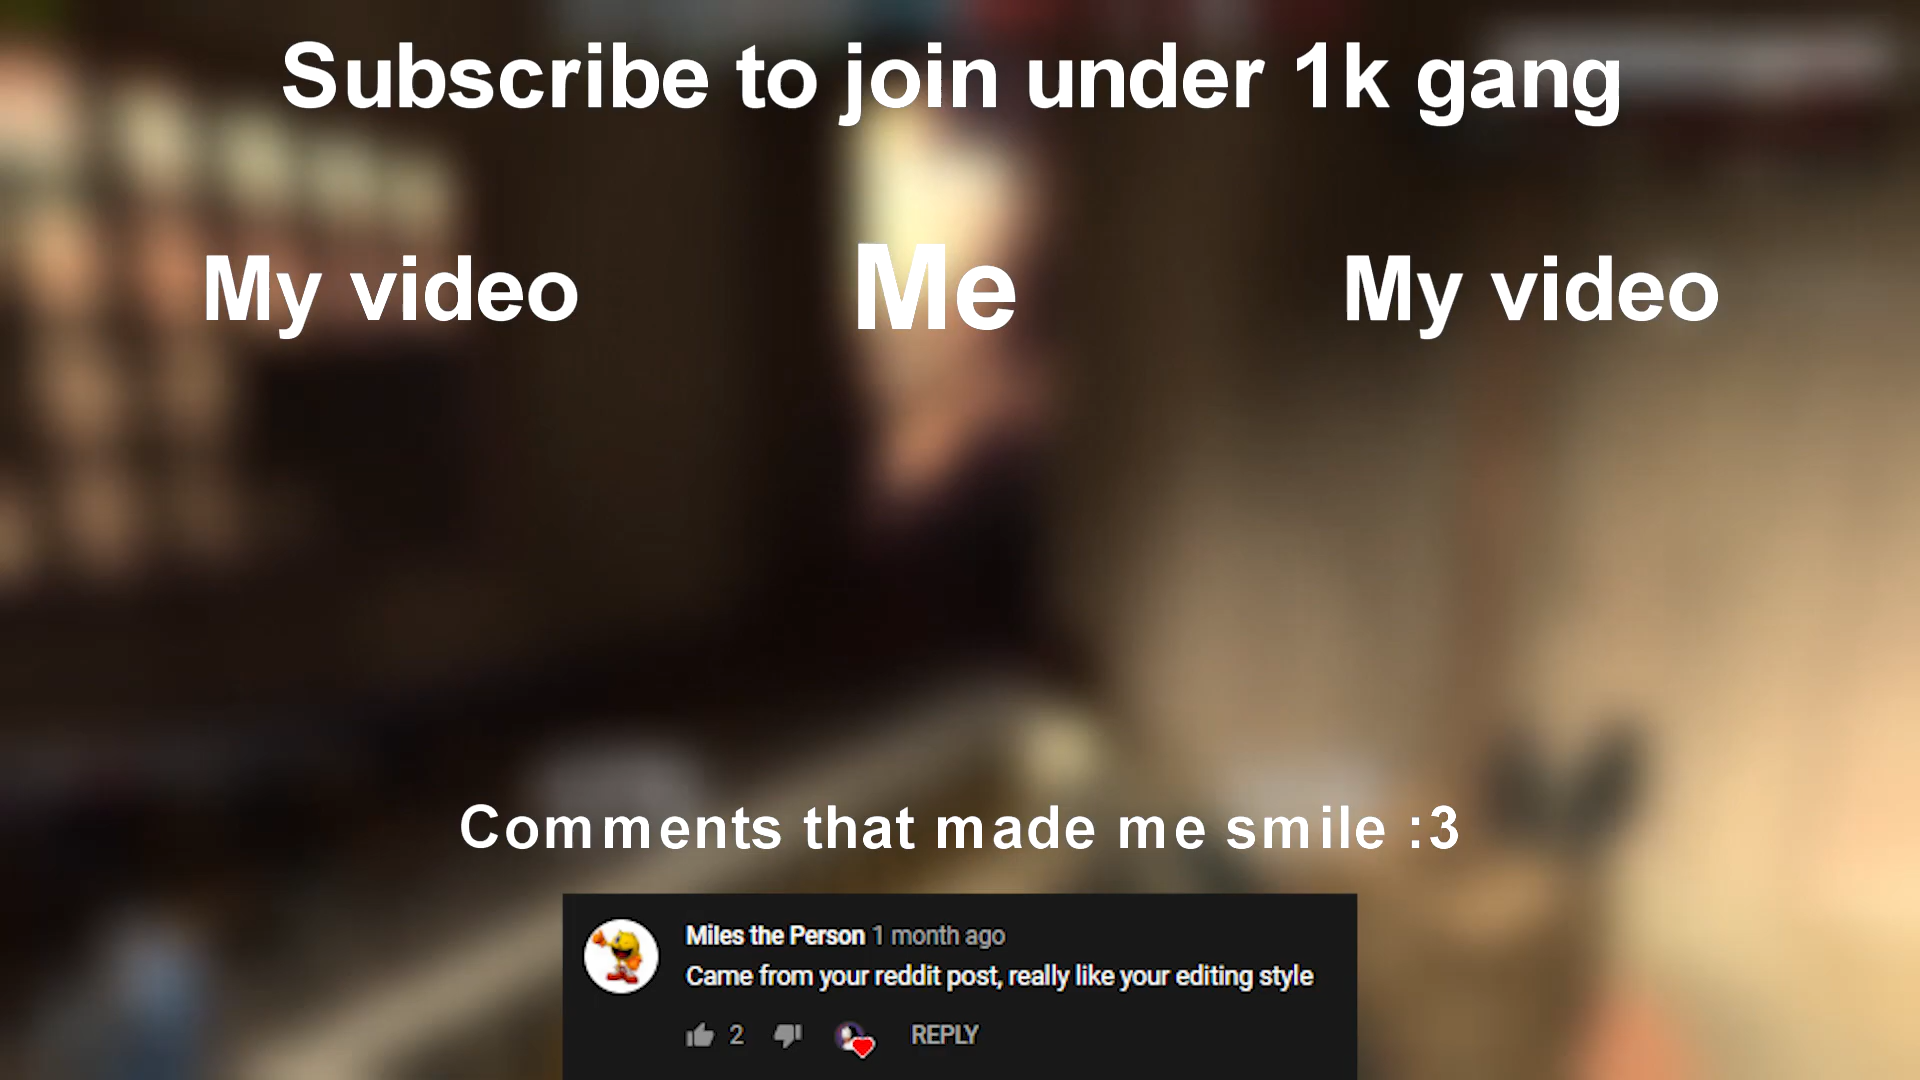 Subscribe to join under 1k gang
My video
Me
My video
Comments that made me smile :3
Miles the Person 1 month ago
Came from your reddit post, really like your editing style
2
REPLY